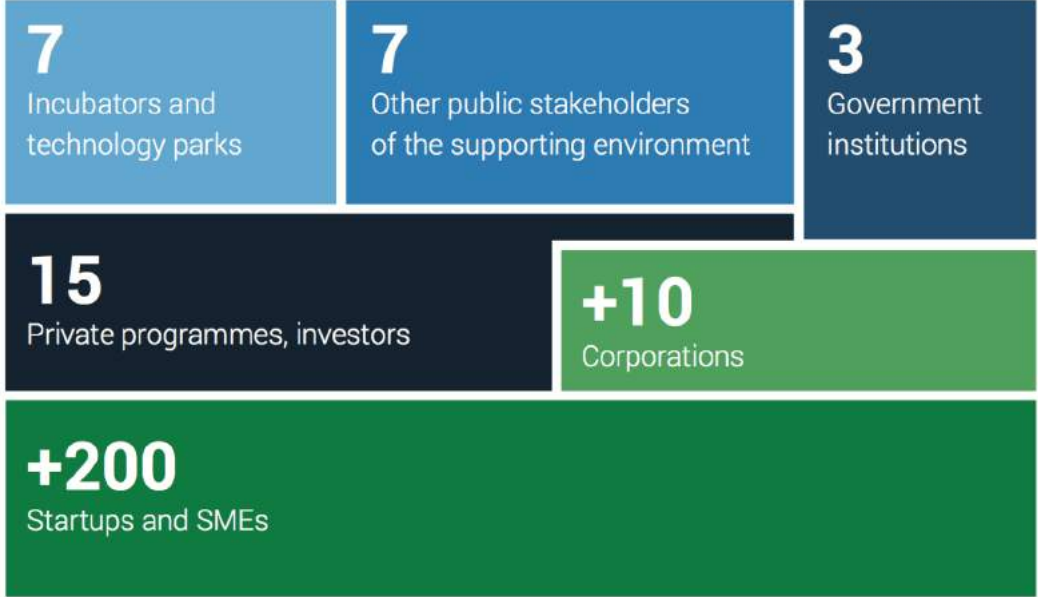 7
Incubators and
technology parks
7
Other public stakeholders
of the supporting environment
3
Government
institutions
15
Private programmes, investors
+10
Corporations
+200
Startups and SMEs